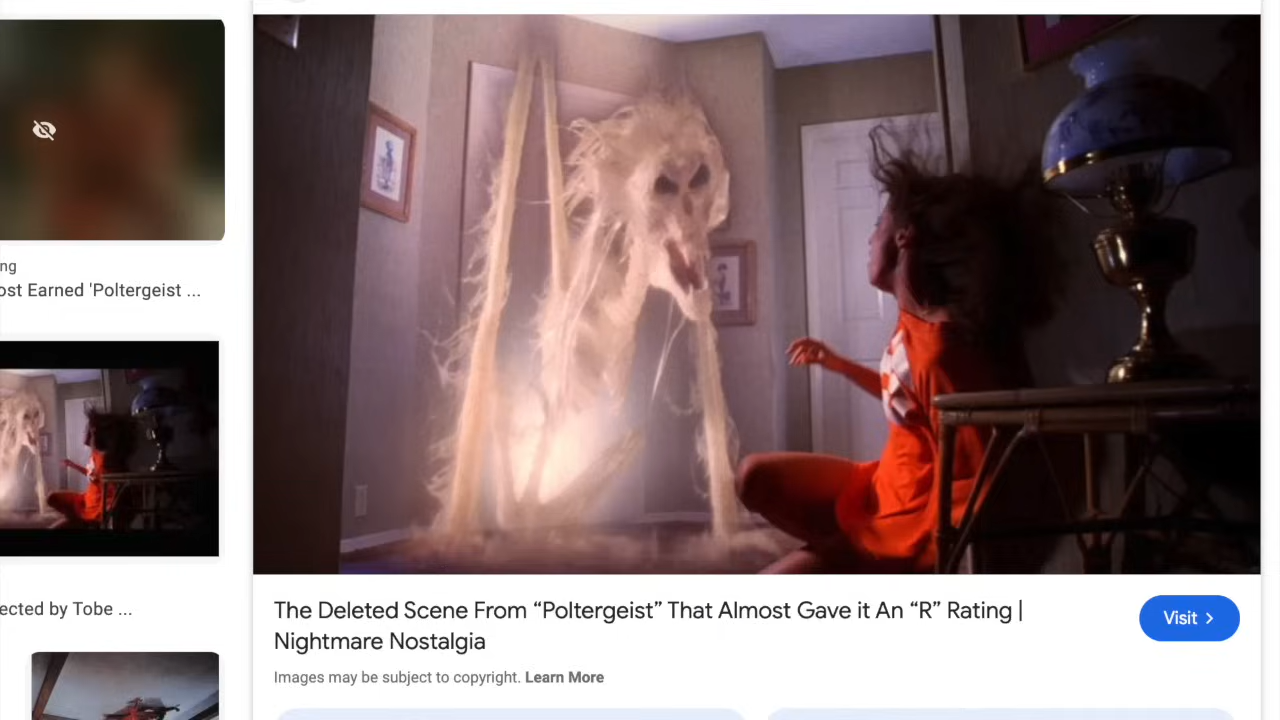 ng
ost Earned 'Poltergeist ...
ected by Tobe ...
The Deleted Scene From “Poltergeist” That Almost Gave it An “R” Rating |
Nightmare Nostalgia
Visit
Images may be subject to copyright. Learn More